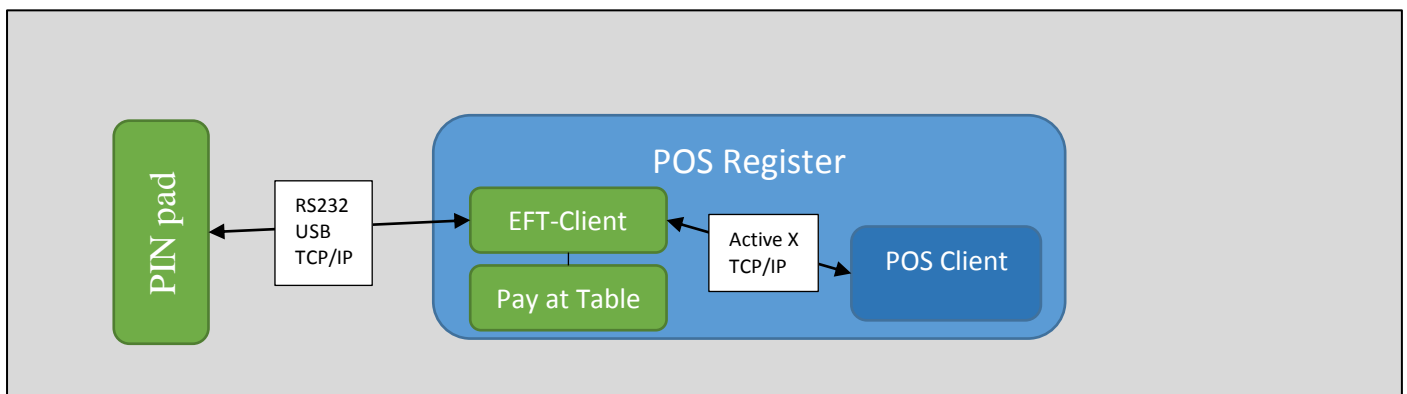 POS Register
PIN pad
RS232
USB
TCP/IP
EFT-Client
Pay at Table
Active X
TCP/IP
POS Client